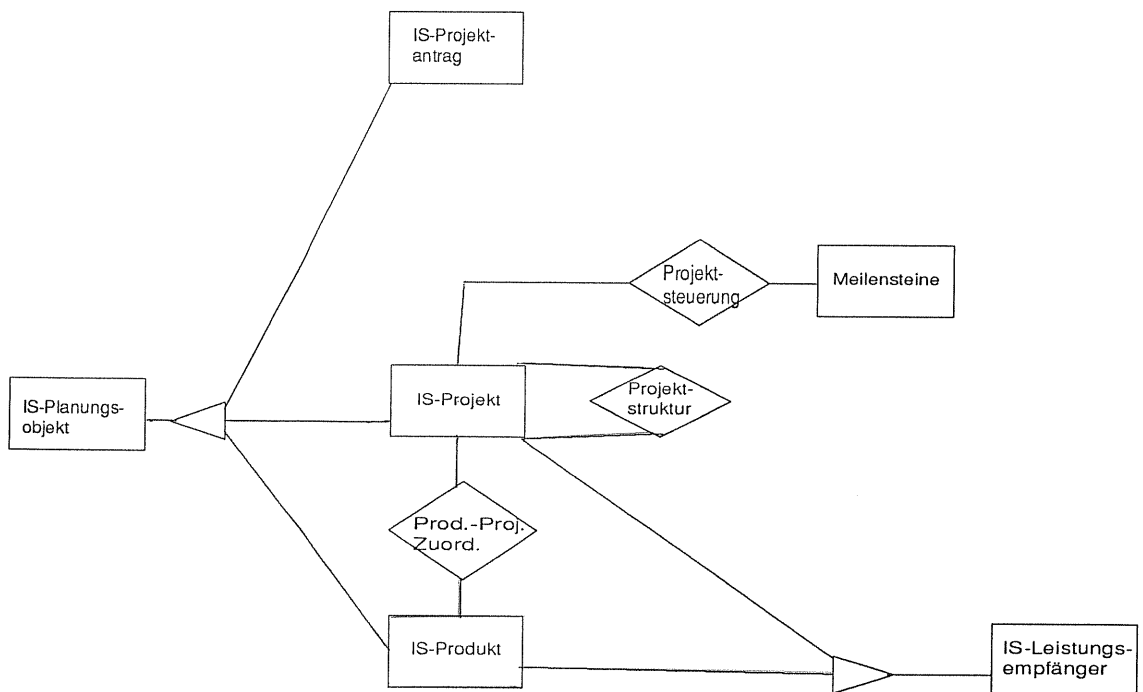 IS-Projekt-
antrag
Projekt-
steuerung
Meilensteine
IS-Planungs-
objekt
IS-Projekt
Projekt-
struktur
Prod.-Proj.
Zuord.
IS-Produkt
IS-Leistungs-
empfänger